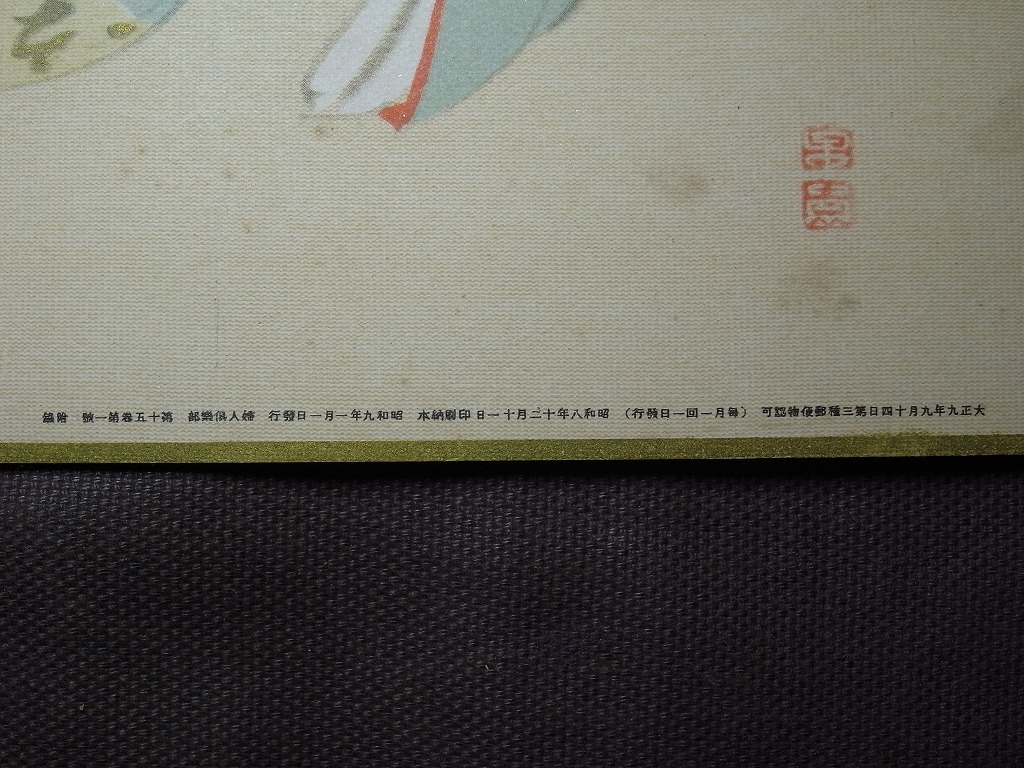 大正九年九月十四日第三種郵便物認可 （毎月一回一日發行） 昭和八年十二月十一日印刷納本 昭和九年一月一日發行 婦人倶樂部 第十五卷第一號 附錄